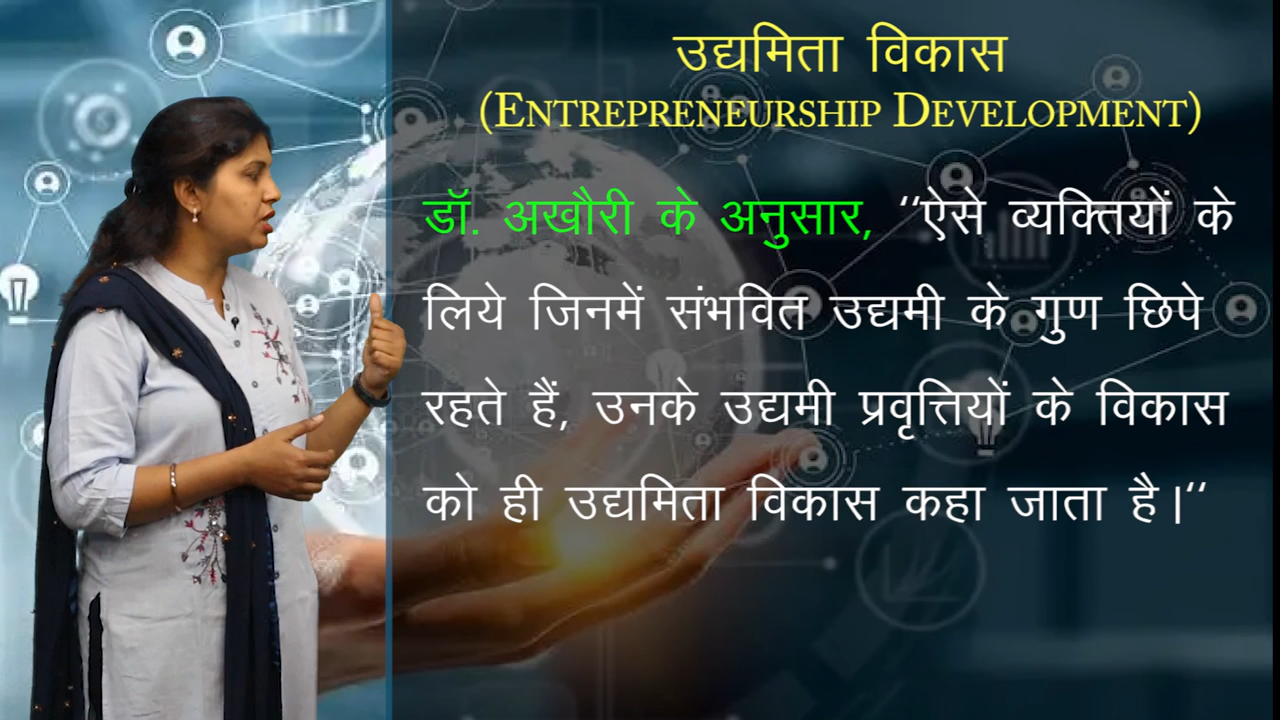 उद्यमिता विकास
(ENTREPRENEURSHIP DEVELOPMENT)
डॉ. अखौरी के अनुसार, ‘‘ऐसे व्यक्तियों के
लिये जिनमें संभवित उद्यमी के गुण छिपे
रहते हैं, उनके उद्यमी प्रवृत्तियों के विकास
को ही उद्यमिता विकास कहा जाता है।‘‘